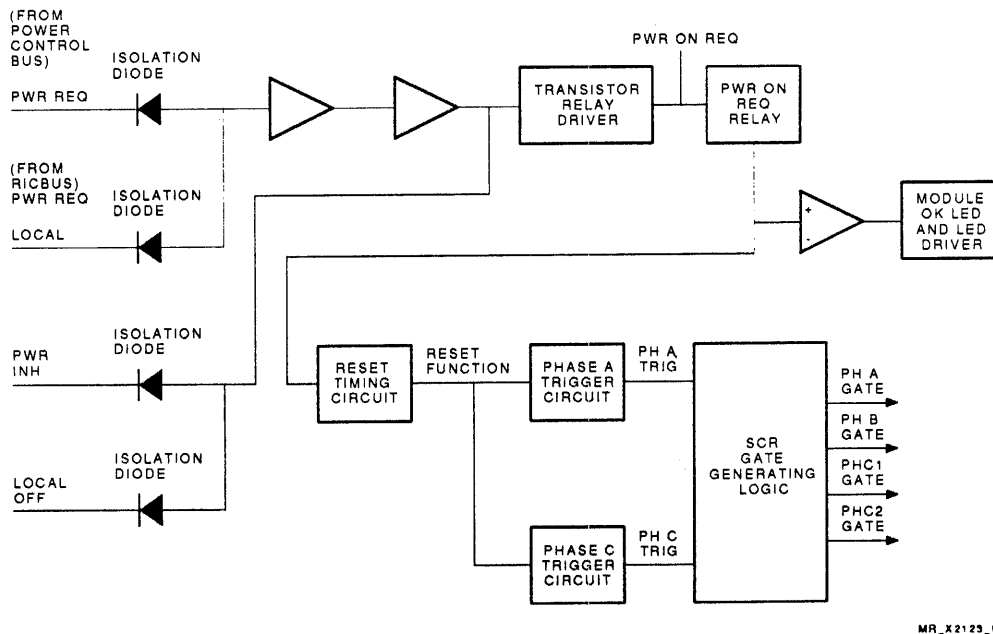 (FROM
POWER
CONTROL
BUS)
PWR REQ
ISOLATION
DIODE
(FROM
RICBUS)
PWR REQ
LOCAL
ISOLATION
DIODE
PWR ON REQ
TRANSISTOR
RELAY
DRIVER
PWR ON
REQ
RELAY
+
-
MODULE
OK LED
AND LED
DRIVER
PWR
INH
ISOLATION
DIODE
LOCAL
OFF
ISOLATION
DIODE
RESET
TIMING
CIRCUIT
RESET
FUNCTION
PHASE A
TRIGGER
CIRCUIT
PH A
TRIG
PHASE C
TRIGGER
CIRCUIT
PH C
TRIG
SCR
GATE
GENERATING
LOGIC
PH A
GATE
PH B
GATE
PHC1
GATE
PHC2
GATE